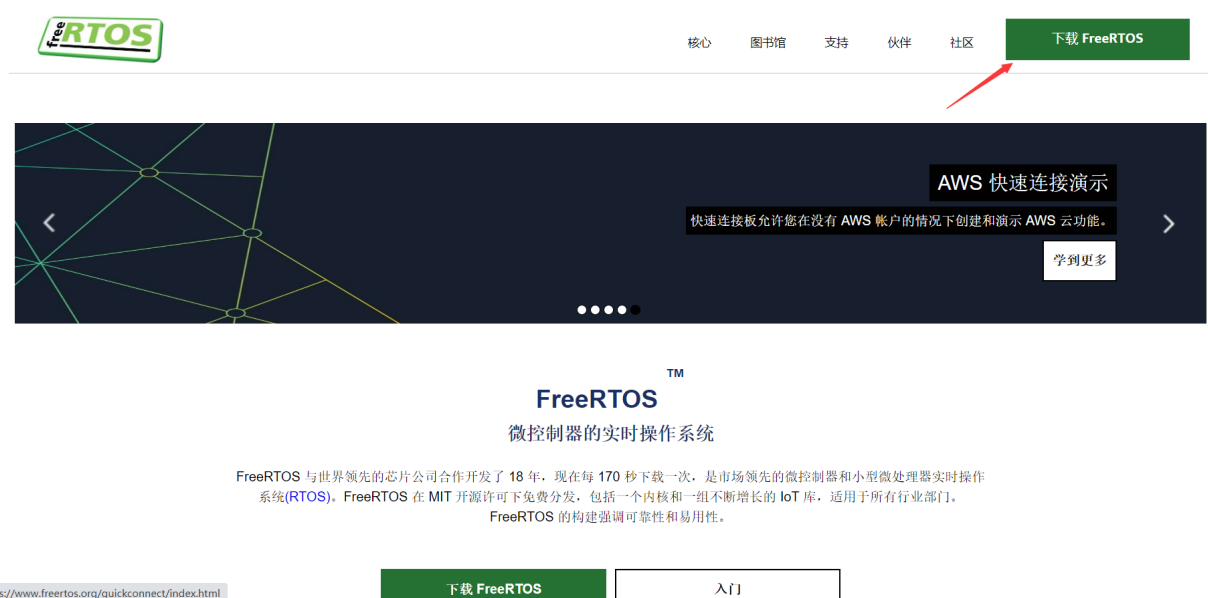 free RTOS
核心 图书馆 支持 伙伴 社区 下载 FreeRTOS
AWS 快速连接演示
快速连接板允许您在没有 AWS 帐户的情况下创建和演示 AWS 云功能。
学到更多
TM
FreeRTOS
微控制器的实时操作系统
FreeRTOS 与世界领先的芯片公司合作开发了 18 年，现在每 170 秒下载一次，是市场领先的微控制器和小型微处理器实时操作
系统(RTOS)。FreeRTOS 在 MIT 开源许可下免费分发，包括一个内核和一组不断增长的 IoT 库，适用于所有行业部门。
FreeRTOS 的构建强调可靠性和易用性。
下载 FreeRTOS 入门
s://www.freertos.org/quickconnect/index.html